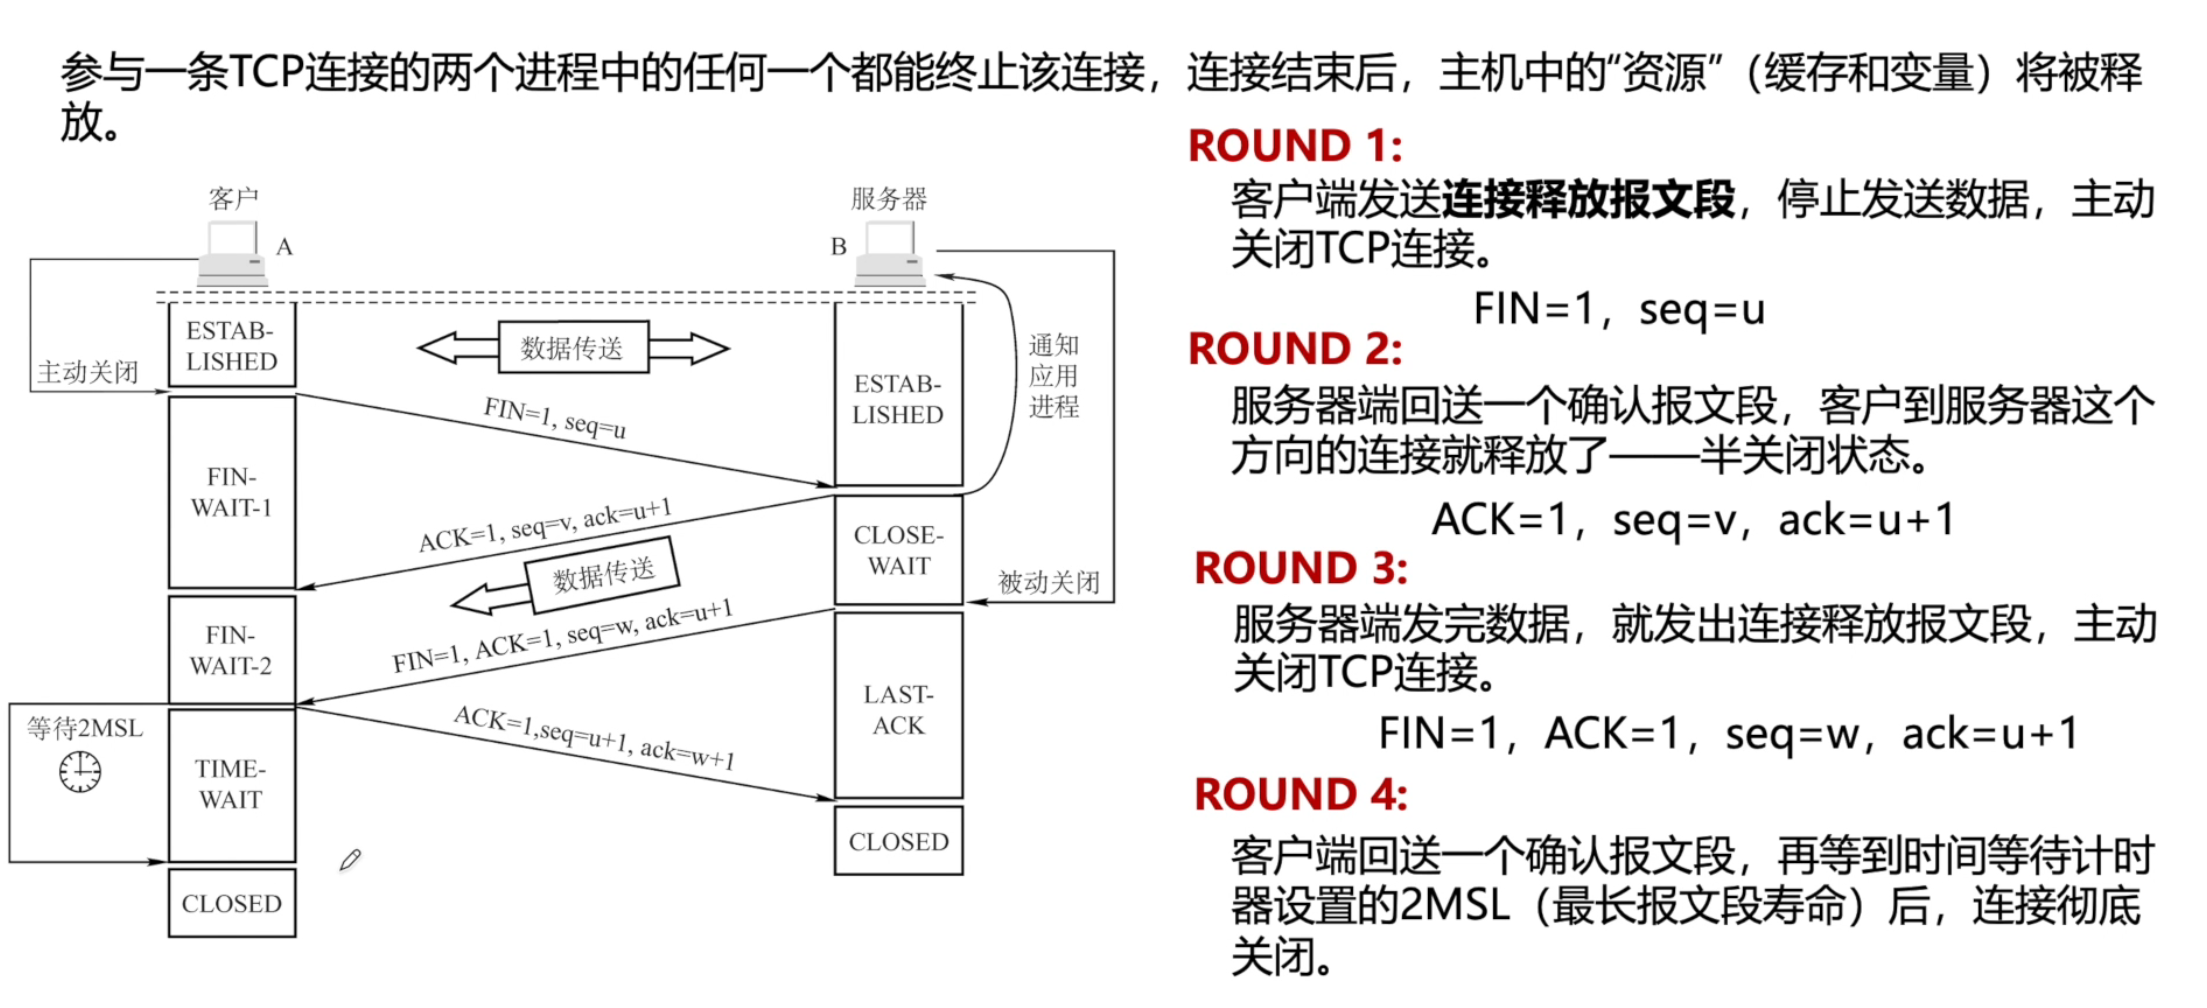 参与一条TCP连接的两个进程中的任何一个都能终止该连接，连接结束后，主机中的“资源”（缓存和变量）将被释
放。
客户
A
服务器
B
ESTAB-
LISHED
主动关闭
数据传送
ESTAB-
LISHED
通知
应用
进程
FIN=1, seq=u
FIN-
WAIT-1
ACK=1, seq=v, ack=u+1
CLOSE-
WAIT
数据传送
被动关闭
FIN-
WAIT-2
FIN=1, ACK=1, seq=w, ack=u+1
LAST-
ACK
等待2MSL
ACK=1,seq=u+1, ack=w+1
TIME-
WAIT
CLOSED
CLOSED
ROUND 1:
客户端发送连接释放报文段，停止发送数据，主动
关闭TCP连接。
FIN=1，seq=u
ROUND 2:
服务器端回送一个确认报文段，客户到服务器这个
方向的连接就释放了——半关闭状态。
ACK=1，seq=v，ack=u+1
ROUND 3:
服务器端发完数据，就发出连接释放报文段，主动
关闭TCP连接。
FIN=1，ACK=1，seq=w，ack=u+1
ROUND 4:
客户端回送一个确认报文段，再等到时间等待计时
器设置的2MSL（最长报文段寿命）后，连接彻底
关闭。